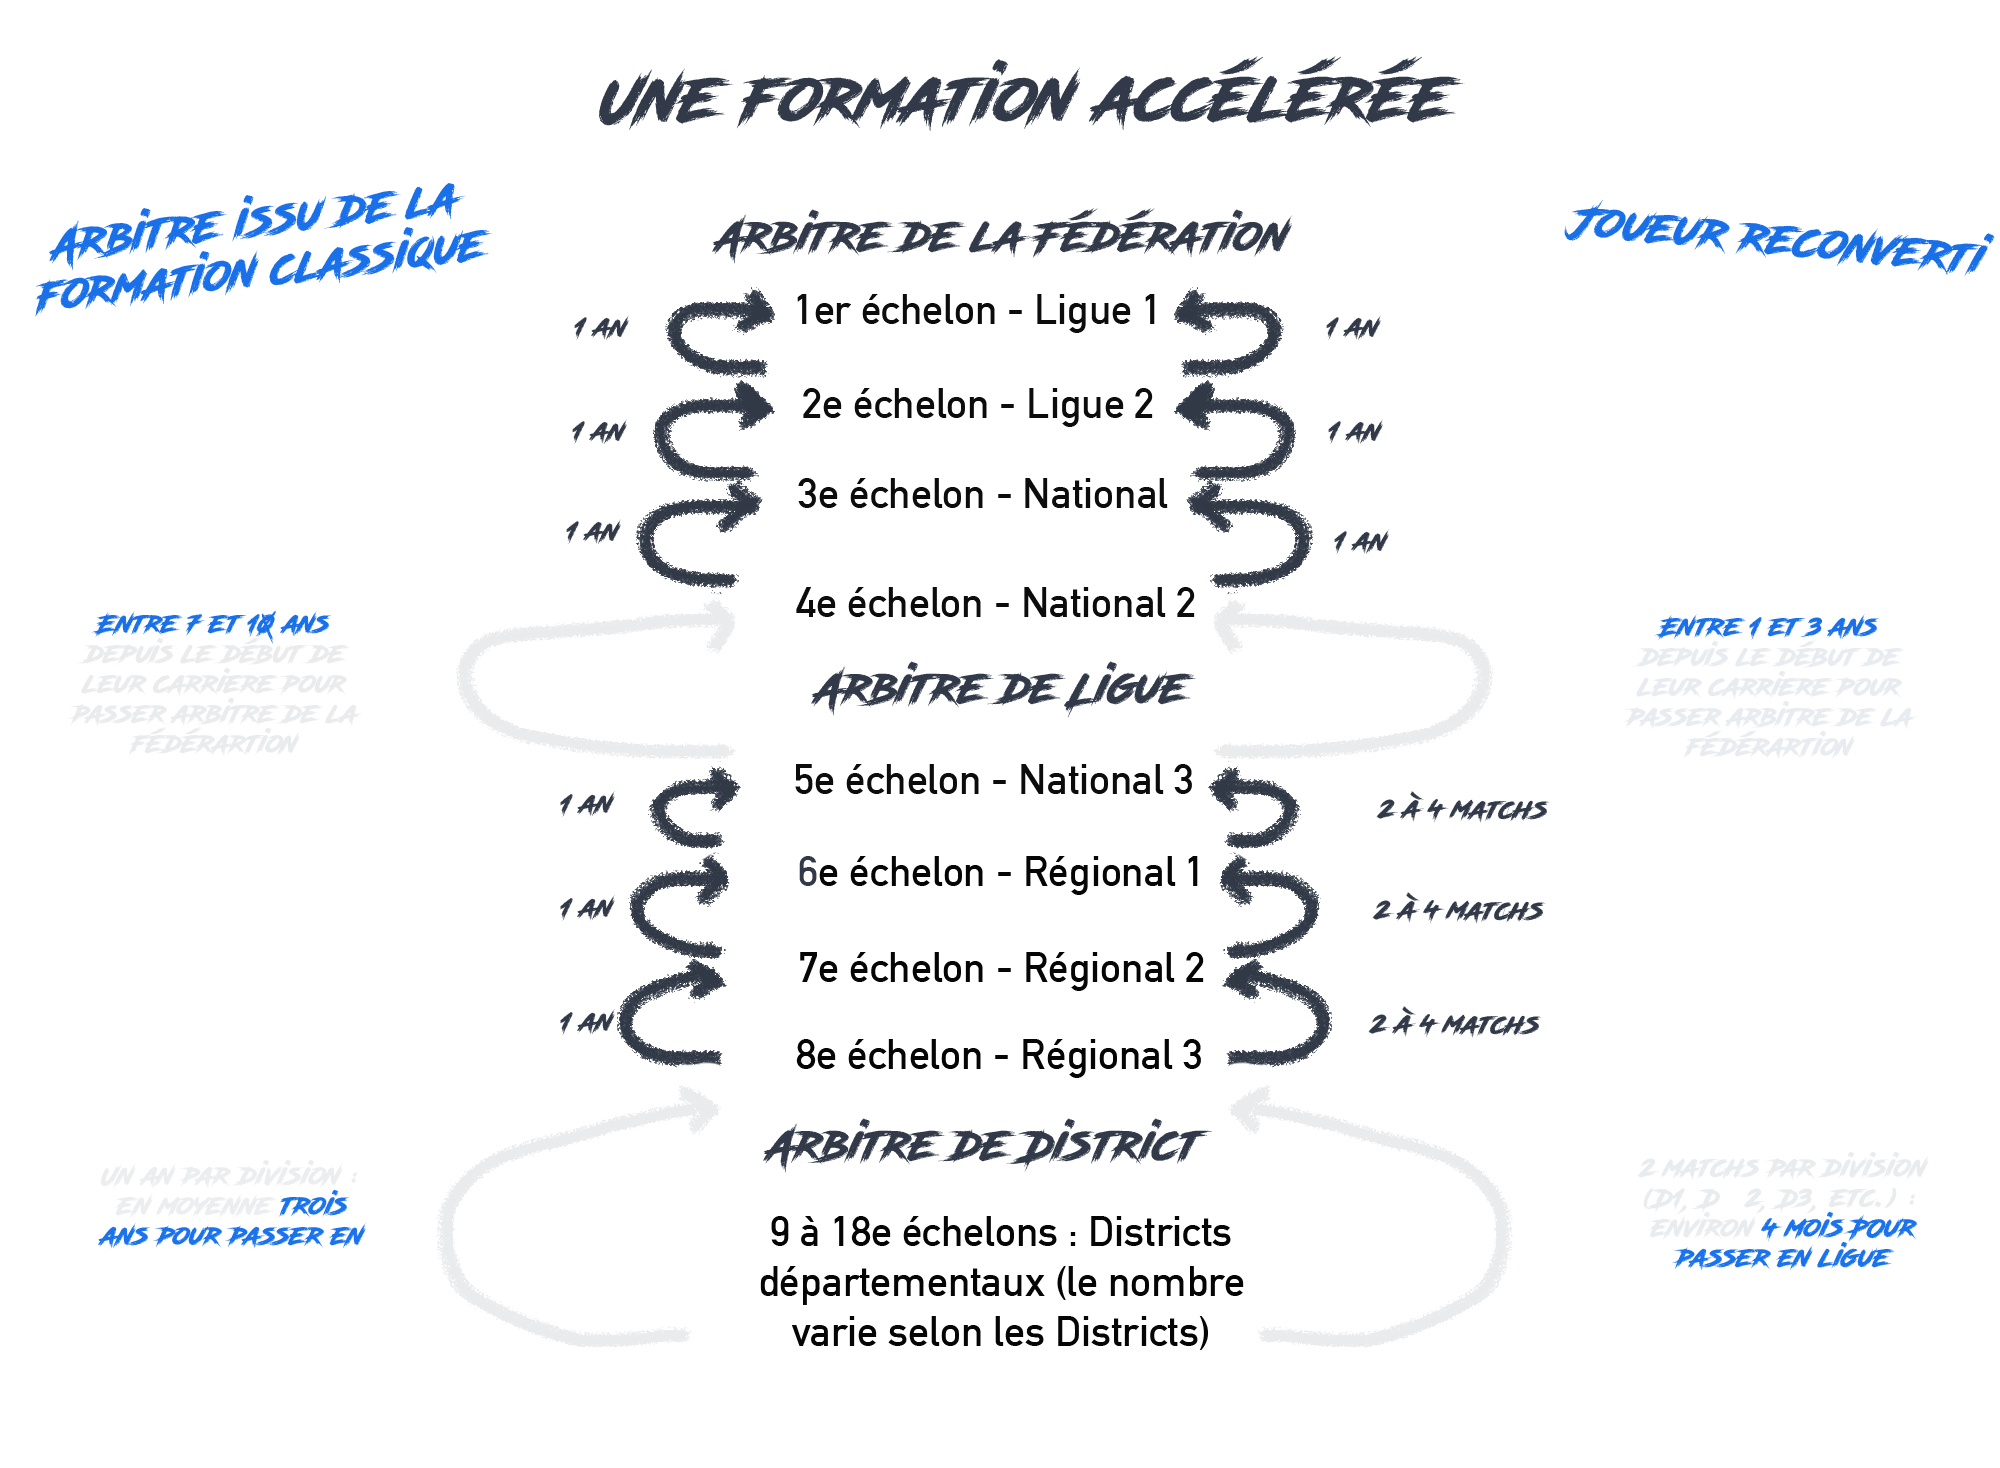 UNE FORMATION ACCÉLÉRÉE
ARBITRE ISSU DE LA
FORMATION CLASSIQUE
JOUEUR RECONVERTI
ARBITRE DE LA FÉDÉRATION
1er échelon - Ligue 1
1 AN
1 AN
2e échelon - Ligue 2
1 AN
1 AN
3e échelon - National
1 AN
1 AN
4e échelon - National 2
ENTRE 7 ET 10 ANS
DEPUIS LE DÉBUT DE
LEUR CARRIERE POUR
PASSER ARBITRE DE LA
FÉDÉRARTION
ENTRE 1 ET 3 ANS
DEPUIS LE DÉBUT DE
LEUR CARRIERE POUR
PASSER ARBITRE DE LA
FÉDÉRARTION
ARBITRE DE LIGUE
5e échelon - National 3
1 AN
2 À 4 MATCHS
6e échelon - Régional 1
1 AN
2 À 4 MATCHS
7e échelon - Régional 2
1 AN
2 À 4 MATCHS
8e échelon - Régional 3
ARBITRE DE DISTRICT
UN AN PAR DIVISION :
EN MOYENNE TROIS
ANS POUR PASSER EN
2 MATCHS PAR DIVISION
(D1, D 2, D3, ETC.) :
ENVIRON 4 MOIS POUR
PASSER EN LIGUE
9 à 18e échelons : Districts
départementaux (le nombre
varie selon les Districts)